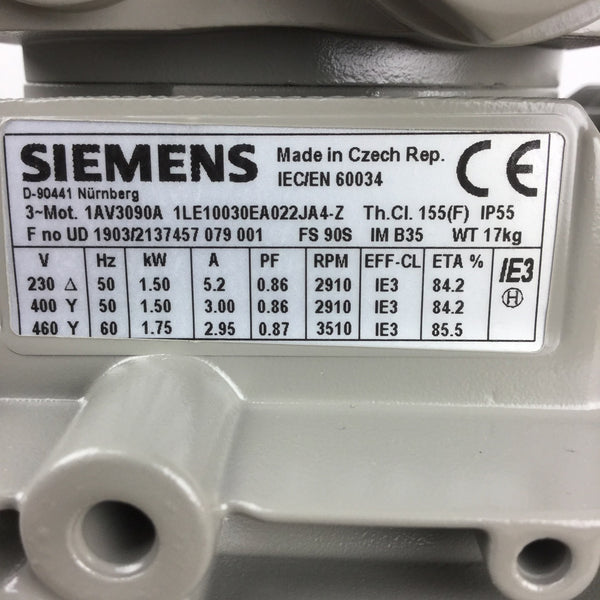 SIEMENS
D-90441 Nürnberg
Made in Czech Rep.
IEC/EN 60034
CE
3~Mot. 1AV3090A 1LE10030EA022JA4-Z Th.Cl. 155(F) IP55
F no UD 1903/2137457 079 001 FS 90S IM B35 WT 17kg
V Hz kW A PF RPM EFF-CL ETA %
230 Δ 50 1.50 5.2 0.86 2910 IE3 84.2
400 Y 50 1.50 3.00 0.86 2910 IE3 84.2
460 Y 60 1.75 2.95 0.87 3510 IE3 85.5
IE3
H